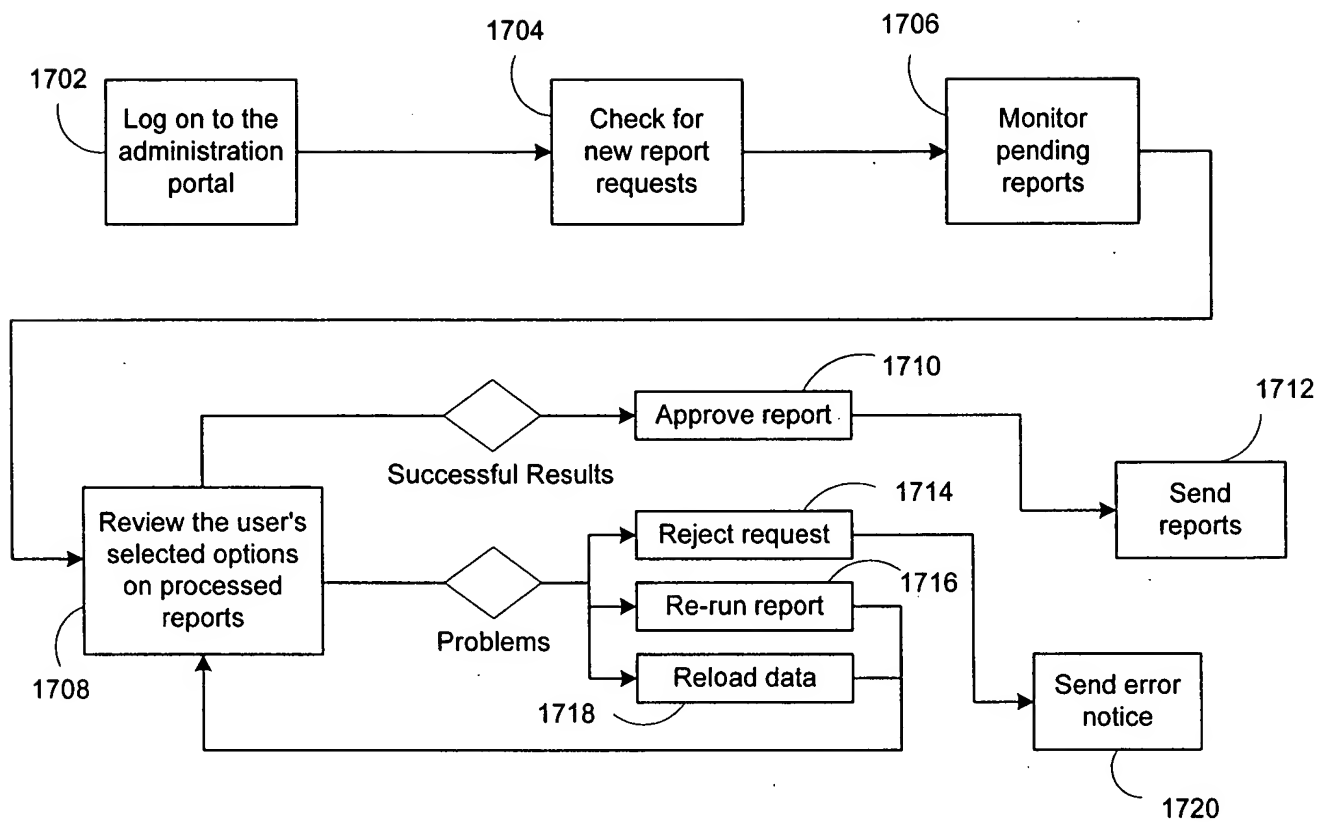 1702
1704
1706
Log on to the
administration
portal
Check for
new report
requests
Monitor
pending
reports
1710
Approve report
1712
Send
reports
Successful Results
Review the user's
selected options
on processed
reports
1708
Problems
1714
Reject request
1716
Re-run report
Reload data
1718
Send error
notice
1720